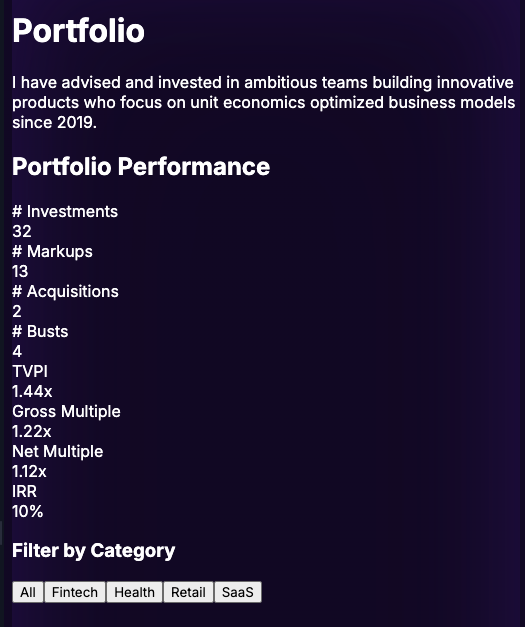 Portfolio
I have advised and invested in ambitious teams building innovative
products who focus on unit economics optimized business models
since 2019.
Portfolio Performance
# Investments
32
# Markups
13
# Acquisitions
2
# Busts
4
TVPI
1.44x
Gross Multiple
1.22x
Net Multiple
1.12x
IRR
10%
Filter by Category
All Fintech Health Retail SaaS